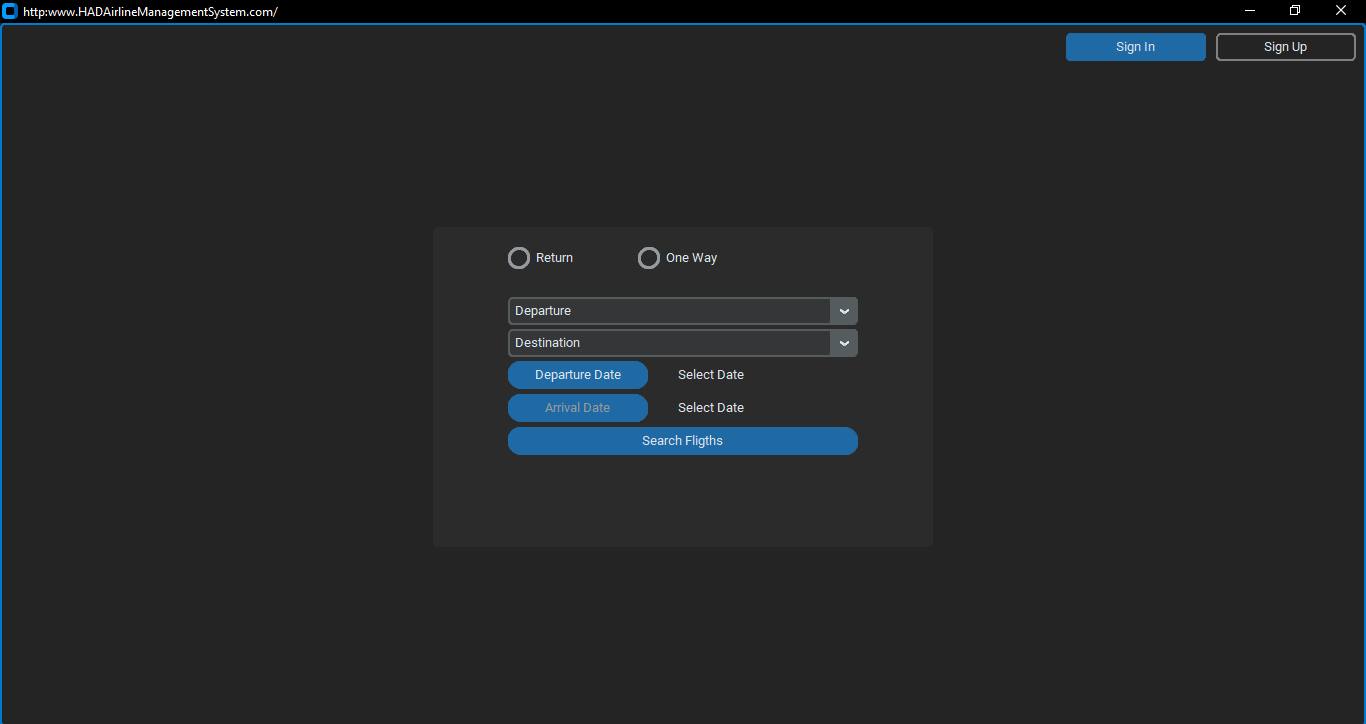 http:www.HADAirlineManagementSystem.com/
Sign In
Sign Up
Return
One Way
Departure
Destination
Departure Date
Select Date
Arrival Date
Select Date
Search Fligths